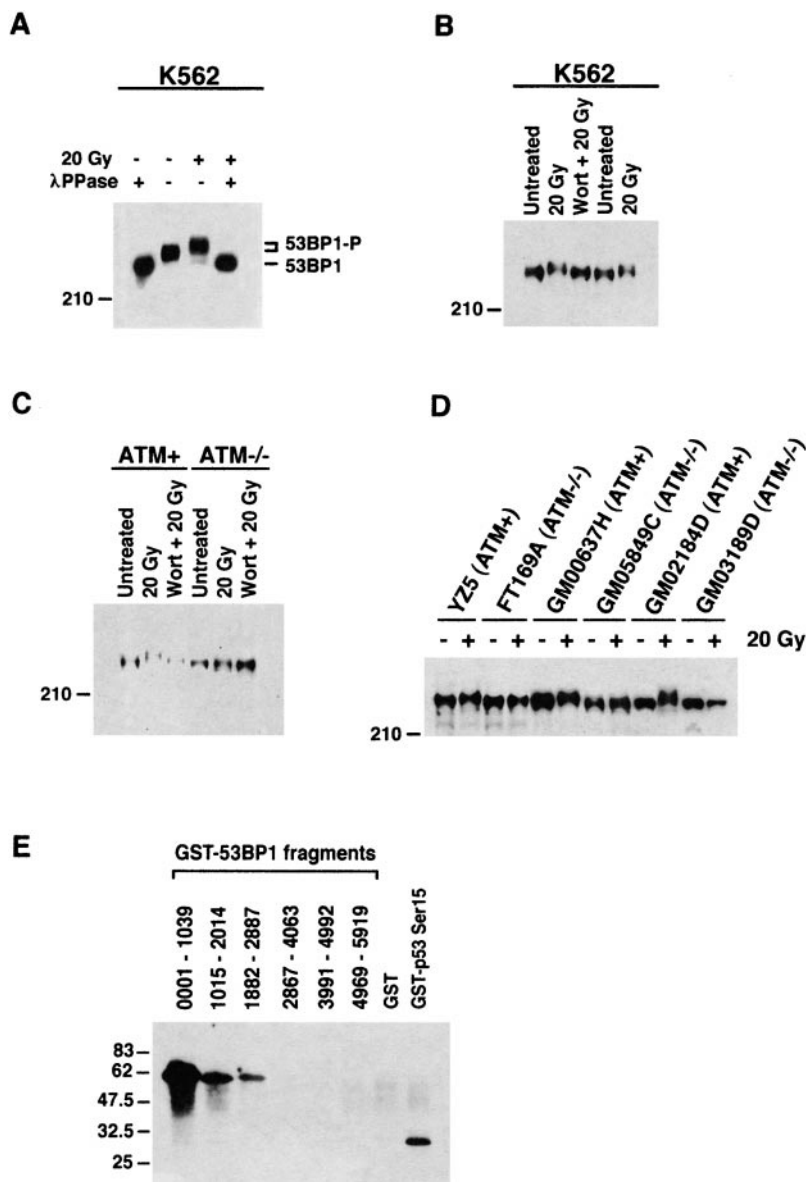 A
K562
20 Gy - - + +
λPPase + - - +
53BP1-P
53BP1
210
B
K562
Untreated
20 Gy
Wort + 20 Gy
Untreated
20 Gy
210
C
ATM+ ATM-/-
Untreated
20 Gy
Wort + 20 Gy
Untreated
20 Gy
Wort + 20 Gy
210
D
YZ5 (ATM+)
FT169A (ATM-/-)
GM00637H (ATM+)
GM05849C (ATM-/-)
GM02184D (ATM+)
GM03189D (ATM-/-)
- + - + - + - + - + - + 20 Gy
210
E
GST-53BP1 fragments
0001 - 1039
1015 - 2014
1882 - 2887
2867 - 4063
3991 - 4992
4969 - 5919
GST
GST-p53 Ser15
83
62
47.5
32.5
25